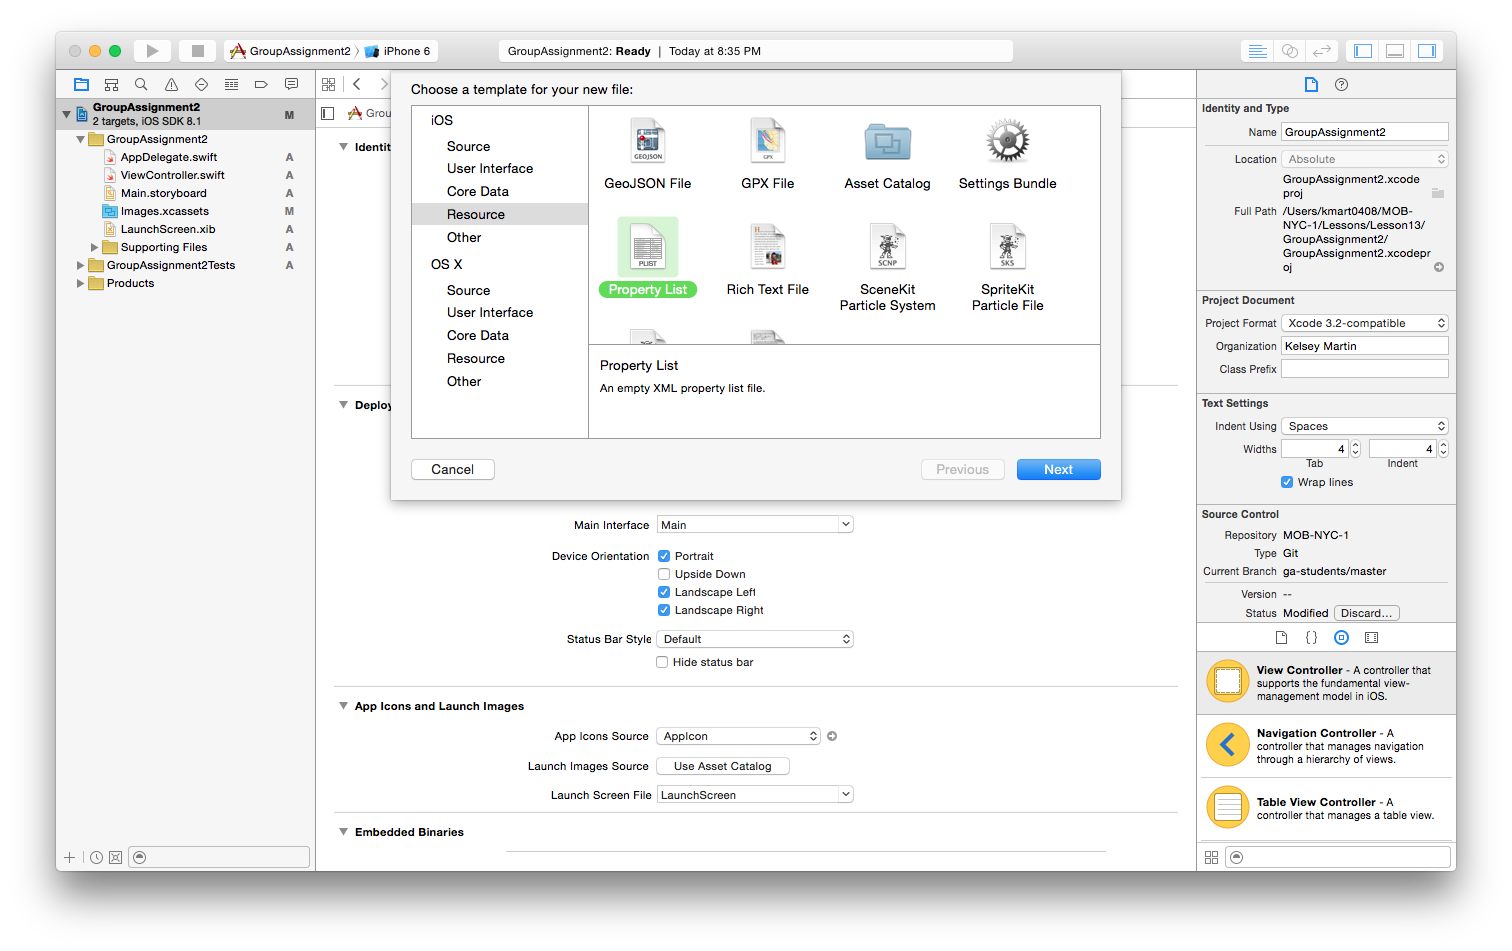 GroupAssignment2 iPhone 6
GroupAssignment2: Ready | Today at 8:35 PM
GroupAssignment2
2 targets, iOS SDK 8.1
M
GroupAssignment2
AppDelegate.swift A
ViewController.swift A
Main.storyboard A
Images.xcassets M
LaunchScreen.xib A
Supporting Files A
GroupAssignment2Tests A
Products
Grou
Identit
Deploy
Choose a template for your new file:
iOS
Source
User Interface
Core Data
Resource
Other
OS X
Source
User Interface
Core Data
Resource
Other
GEOJSON
GPX
GeoJSON File
GPX File
Asset Catalog
Settings Bundle
PLIST
SCNP
SKS
Property List
Rich Text File
SceneKit
Particle System
SpriteKit
Particle File
Property List
An empty XML property list file.
Cancel
Previous
Next
Main Interface Main
Device Orientation Portrait
Upside Down
Landscape Left
Landscape Right
Status Bar Style Default
Hide status bar
App Icons and Launch Images
App Icons Source AppIcon
Launch Images Source Use Asset Catalog
Launch Screen File LaunchScreen
Embedded Binaries
Identity and Type
Name GroupAssignment2
Location Absolute
GroupAssignment2.xcode
proj
Full Path /Users/kmart0408/MOB-
NYC-1/Lessons/Lesson13/
GroupAssignment2/
GroupAssignment2.xcodepr
oj
Project Document
Project Format Xcode 3.2-compatible
Organization Kelsey Martin
Class Prefix
Text Settings
Indent Using Spaces
Widths 4 4
Tab Indent
Wrap lines
Source Control
Repository MOB-NYC-1
Type Git
Current Branch ga-students/master
Version --
Status Modified Discard...
{ }
View Controller - A controller that
supports the fundamental view-
management model in iOS.
Navigation Controller - A
controller that manages navigation
through a hierarchy of views.
Table View Controller - A
controller that manages a table view.